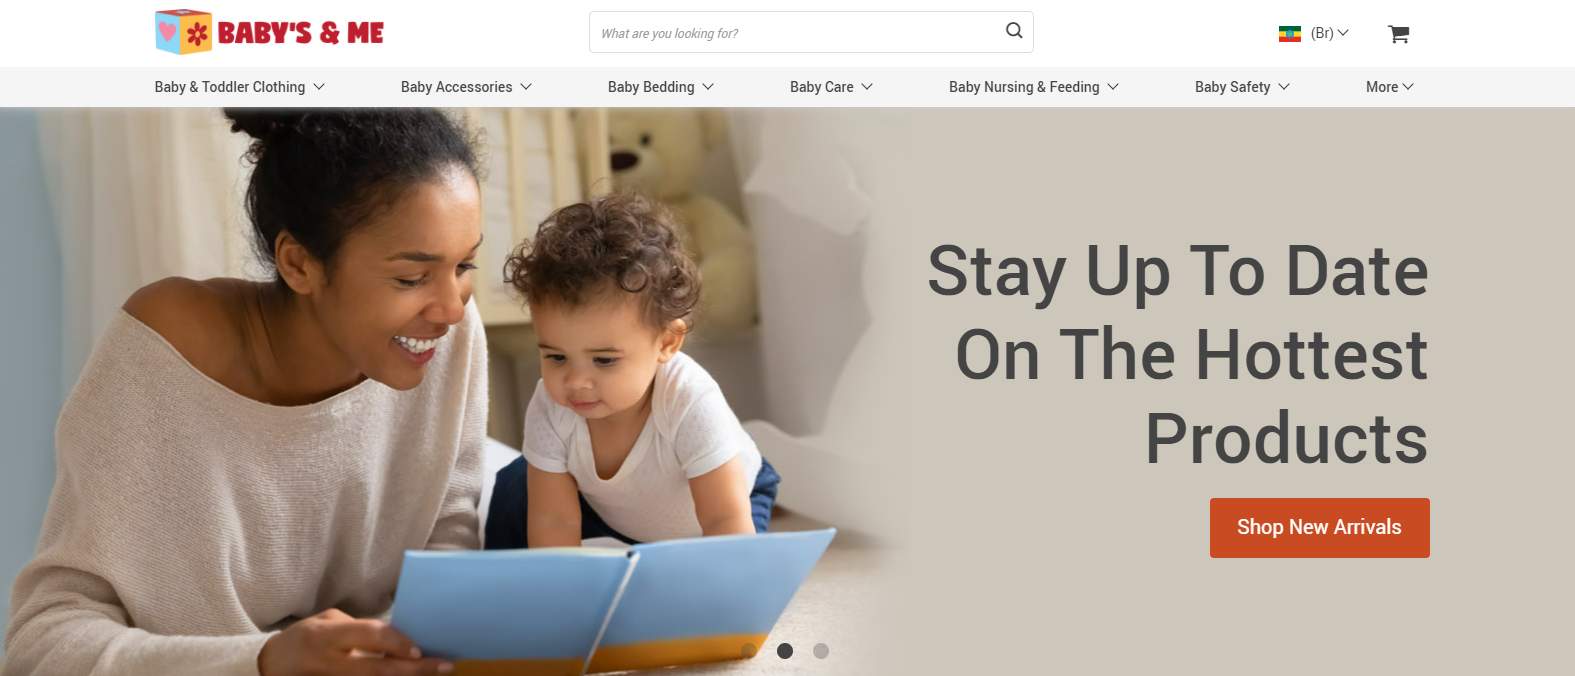 BABY'S & ME
What are you looking for?
(Br)
Baby & Toddler Clothing
Baby Accessories
Baby Bedding
Baby Care
Baby Nursing & Feeding
Baby Safety
More
Stay Up To Date
On The Hottest
Products
Shop New Arrivals